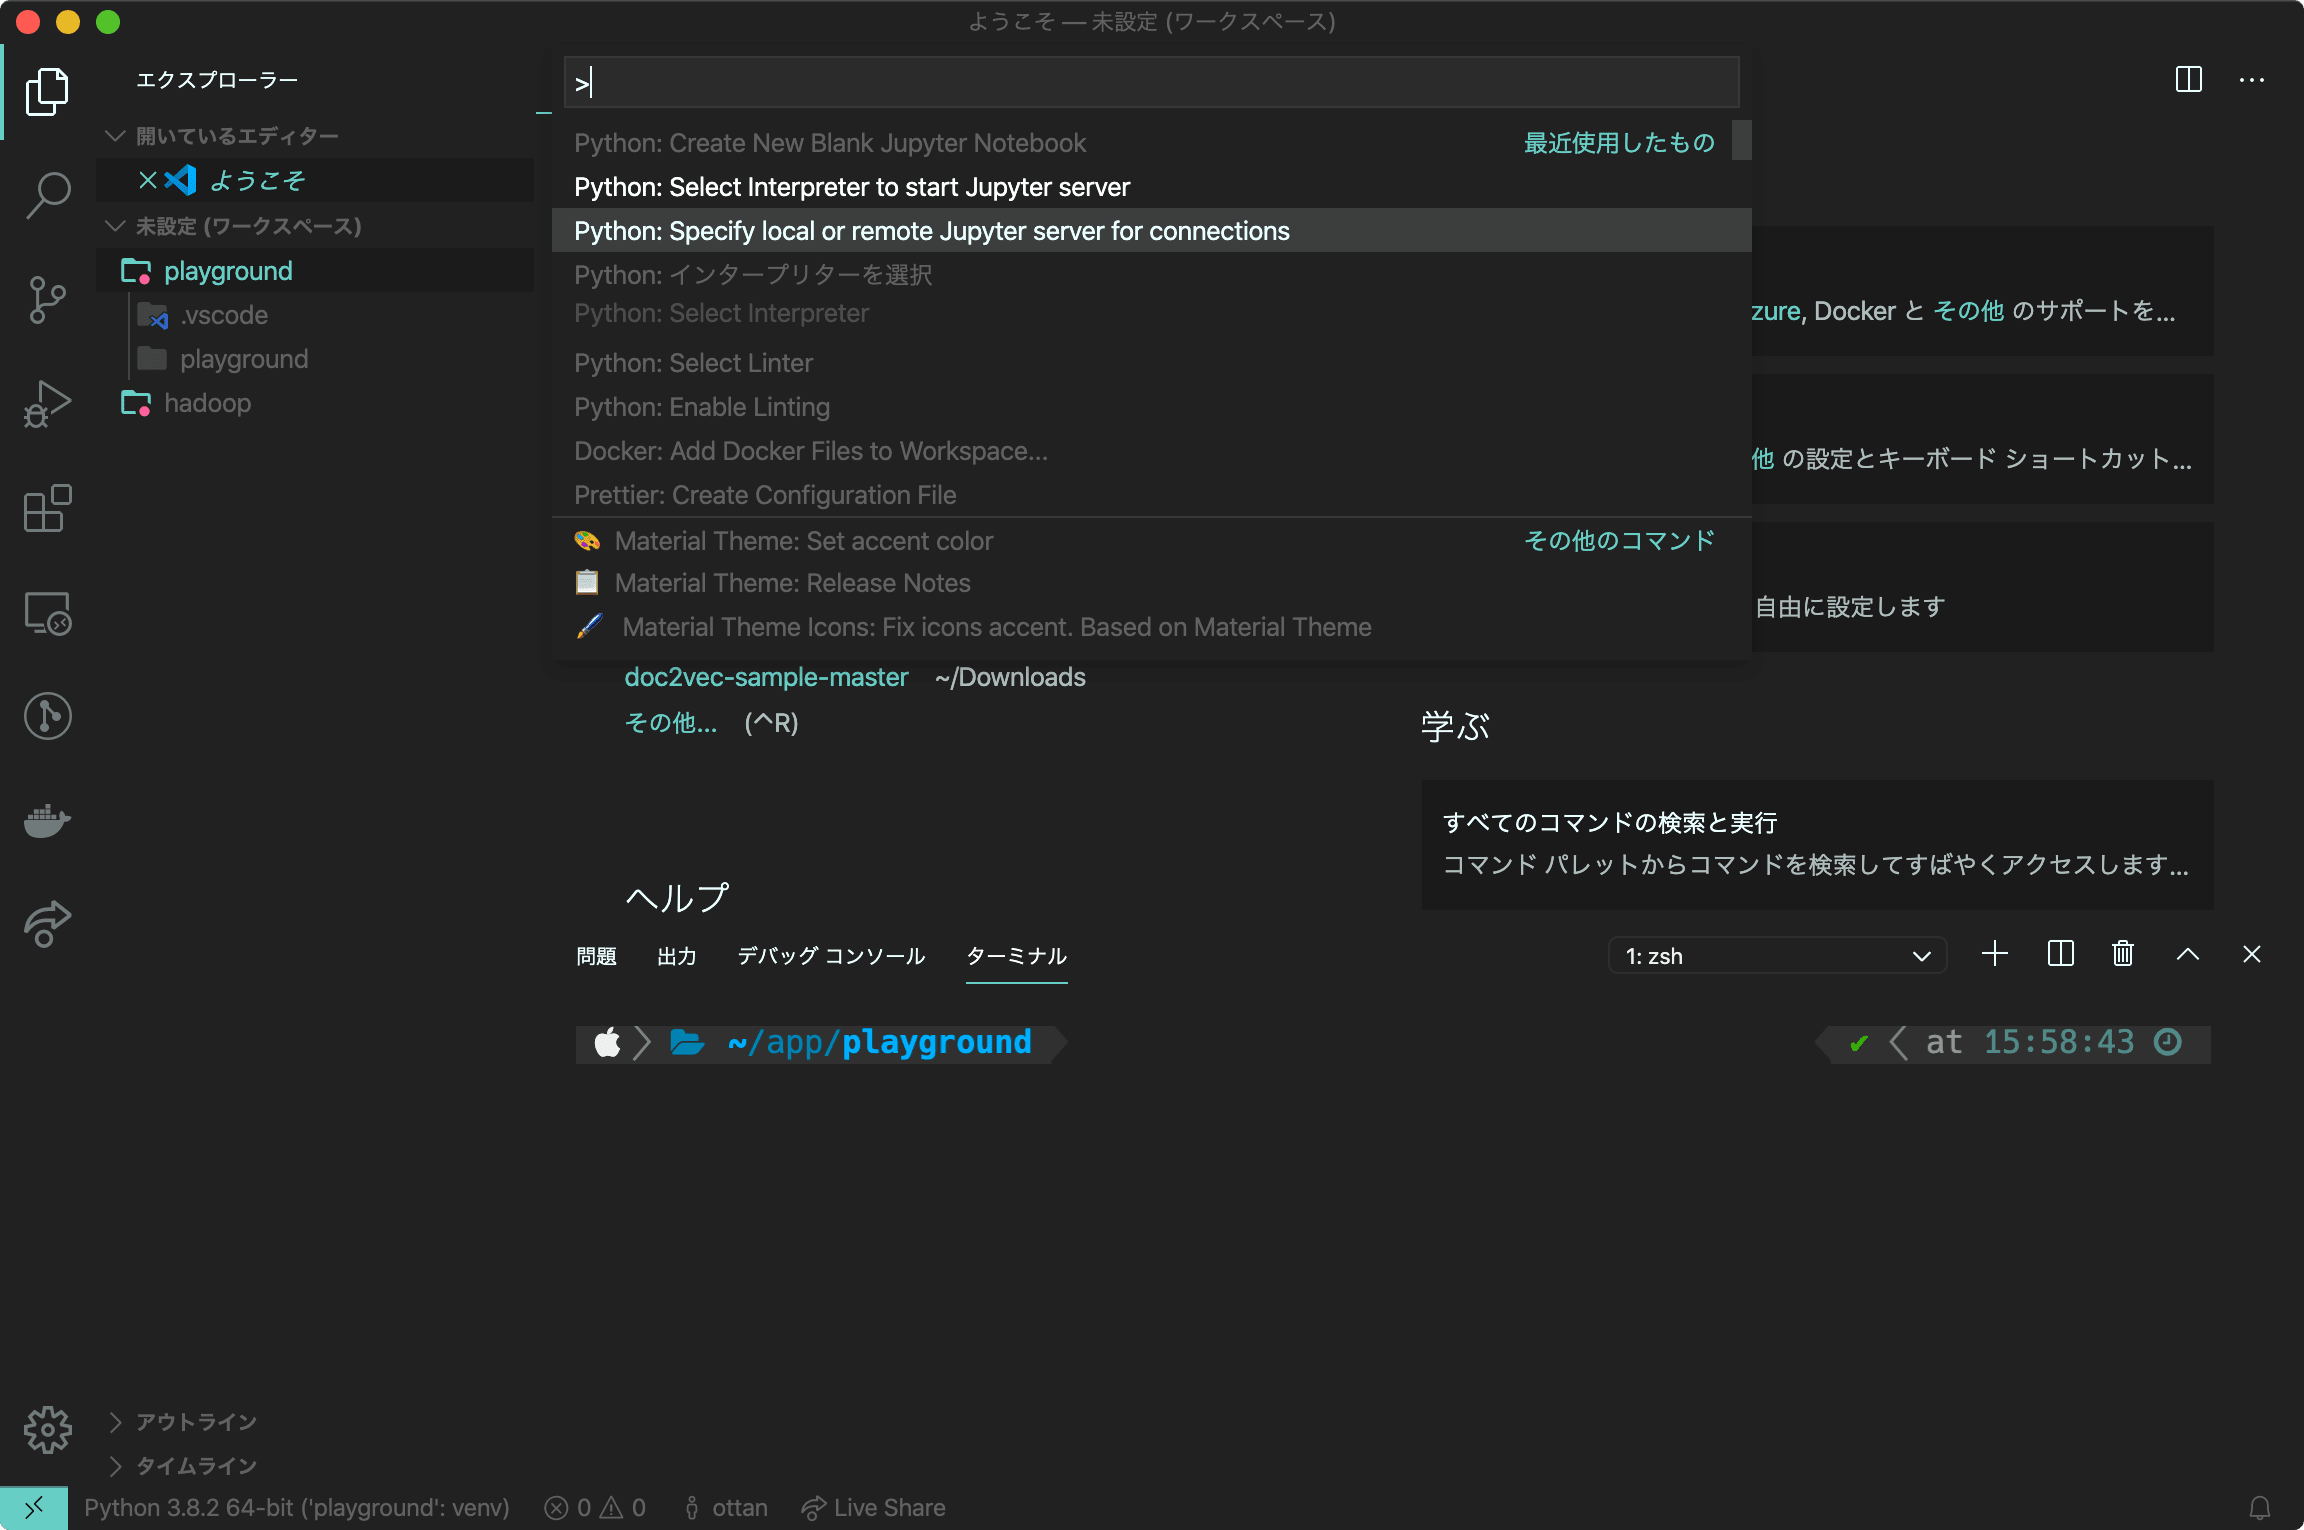 ようこそ — 未設定 (ワークスペース)
エクスプローラー
開いているエディター
ようこそ
未設定 (ワークスペース)
playground
.vscode
playground
hadoop
アウトライン
タイムライン
>
Python: Create New Blank Jupyter Notebook 最近使用したもの
Python: Select Interpreter to start Jupyter server
Python: Specify local or remote Jupyter server for connections
Python: インタープリターを選択
Python: Select Interpreter
Python: Select Linter
Python: Enable Linting
Docker: Add Docker Files to Workspace...
Prettier: Create Configuration File
Material Theme: Set accent color その他のコマンド
Material Theme: Release Notes
Material Theme Icons: Fix icons accent. Based on Material Theme
zure, Docker と その他 のサポートを...
他 の設定とキーボード ショートカット...
自由に設定します
doc2vec-sample-master ~/Downloads
その他... (^R)
ヘルプ
学ぶ
すべてのコマンドの検索と実行
コマンド パレットからコマンドを検索してすばやくアクセスします...
問題 出力 デバッグ コンソール ターミナル 1: zsh
~/app/playground ✔ at 15:58:43
Python 3.8.2 64-bit ('playground': venv) 0 0 ottan Live Share